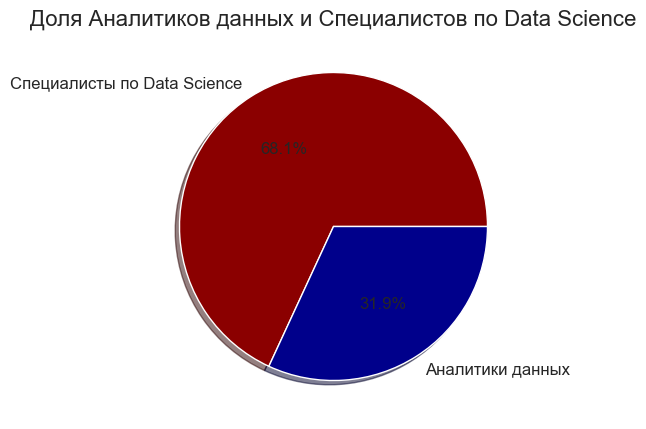 Доля Аналитиков данных и Специалистов по Data Science
Специалисты по Data Science
68.1%
31.9%
Аналитики данных